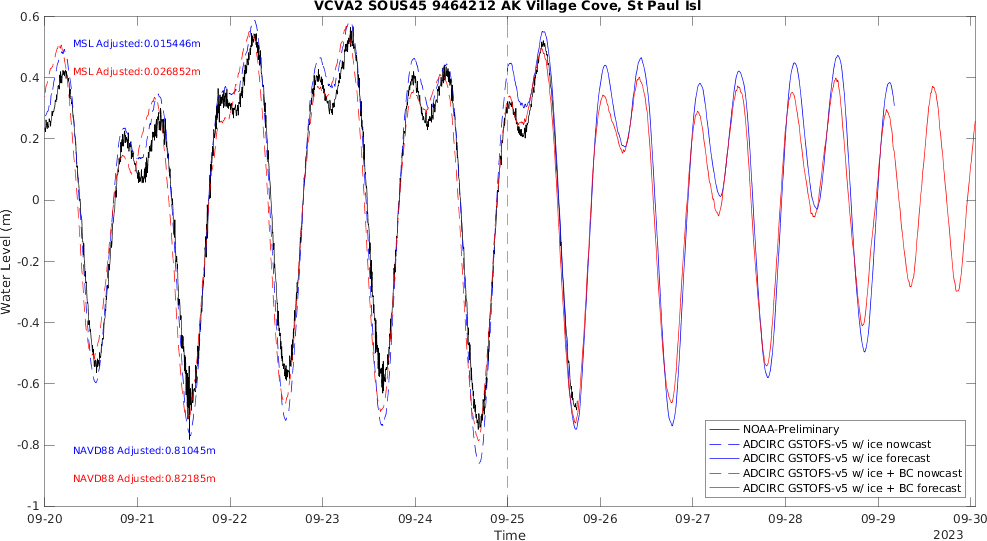 VCVA2 SOUS45 9464212 AK Village Cove, St Paul Isl
0.6
0.4
0.2
0
-0.2
-0.4
-0.6
-0.8
-1
Water Level (m)
MSL Adjusted:0.015446m
MSL Adjusted:0.026852m
NAVD88 Adjusted:0.81045m
NAVD88 Adjusted:0.82185m
NOAA-Preliminary
ADCIRC GSTOFS-v5 w/ ice nowcast
ADCIRC GSTOFS-v5 w/ ice forecast
ADCIRC GSTOFS-v5 w/ ice + BC nowcast
ADCIRC GSTOFS-v5 w/ ice + BC forecast
09-20 09-21 09-22 09-23 09-24 09-25 09-26 09-27 09-28 09-29 09-30
Time
2023